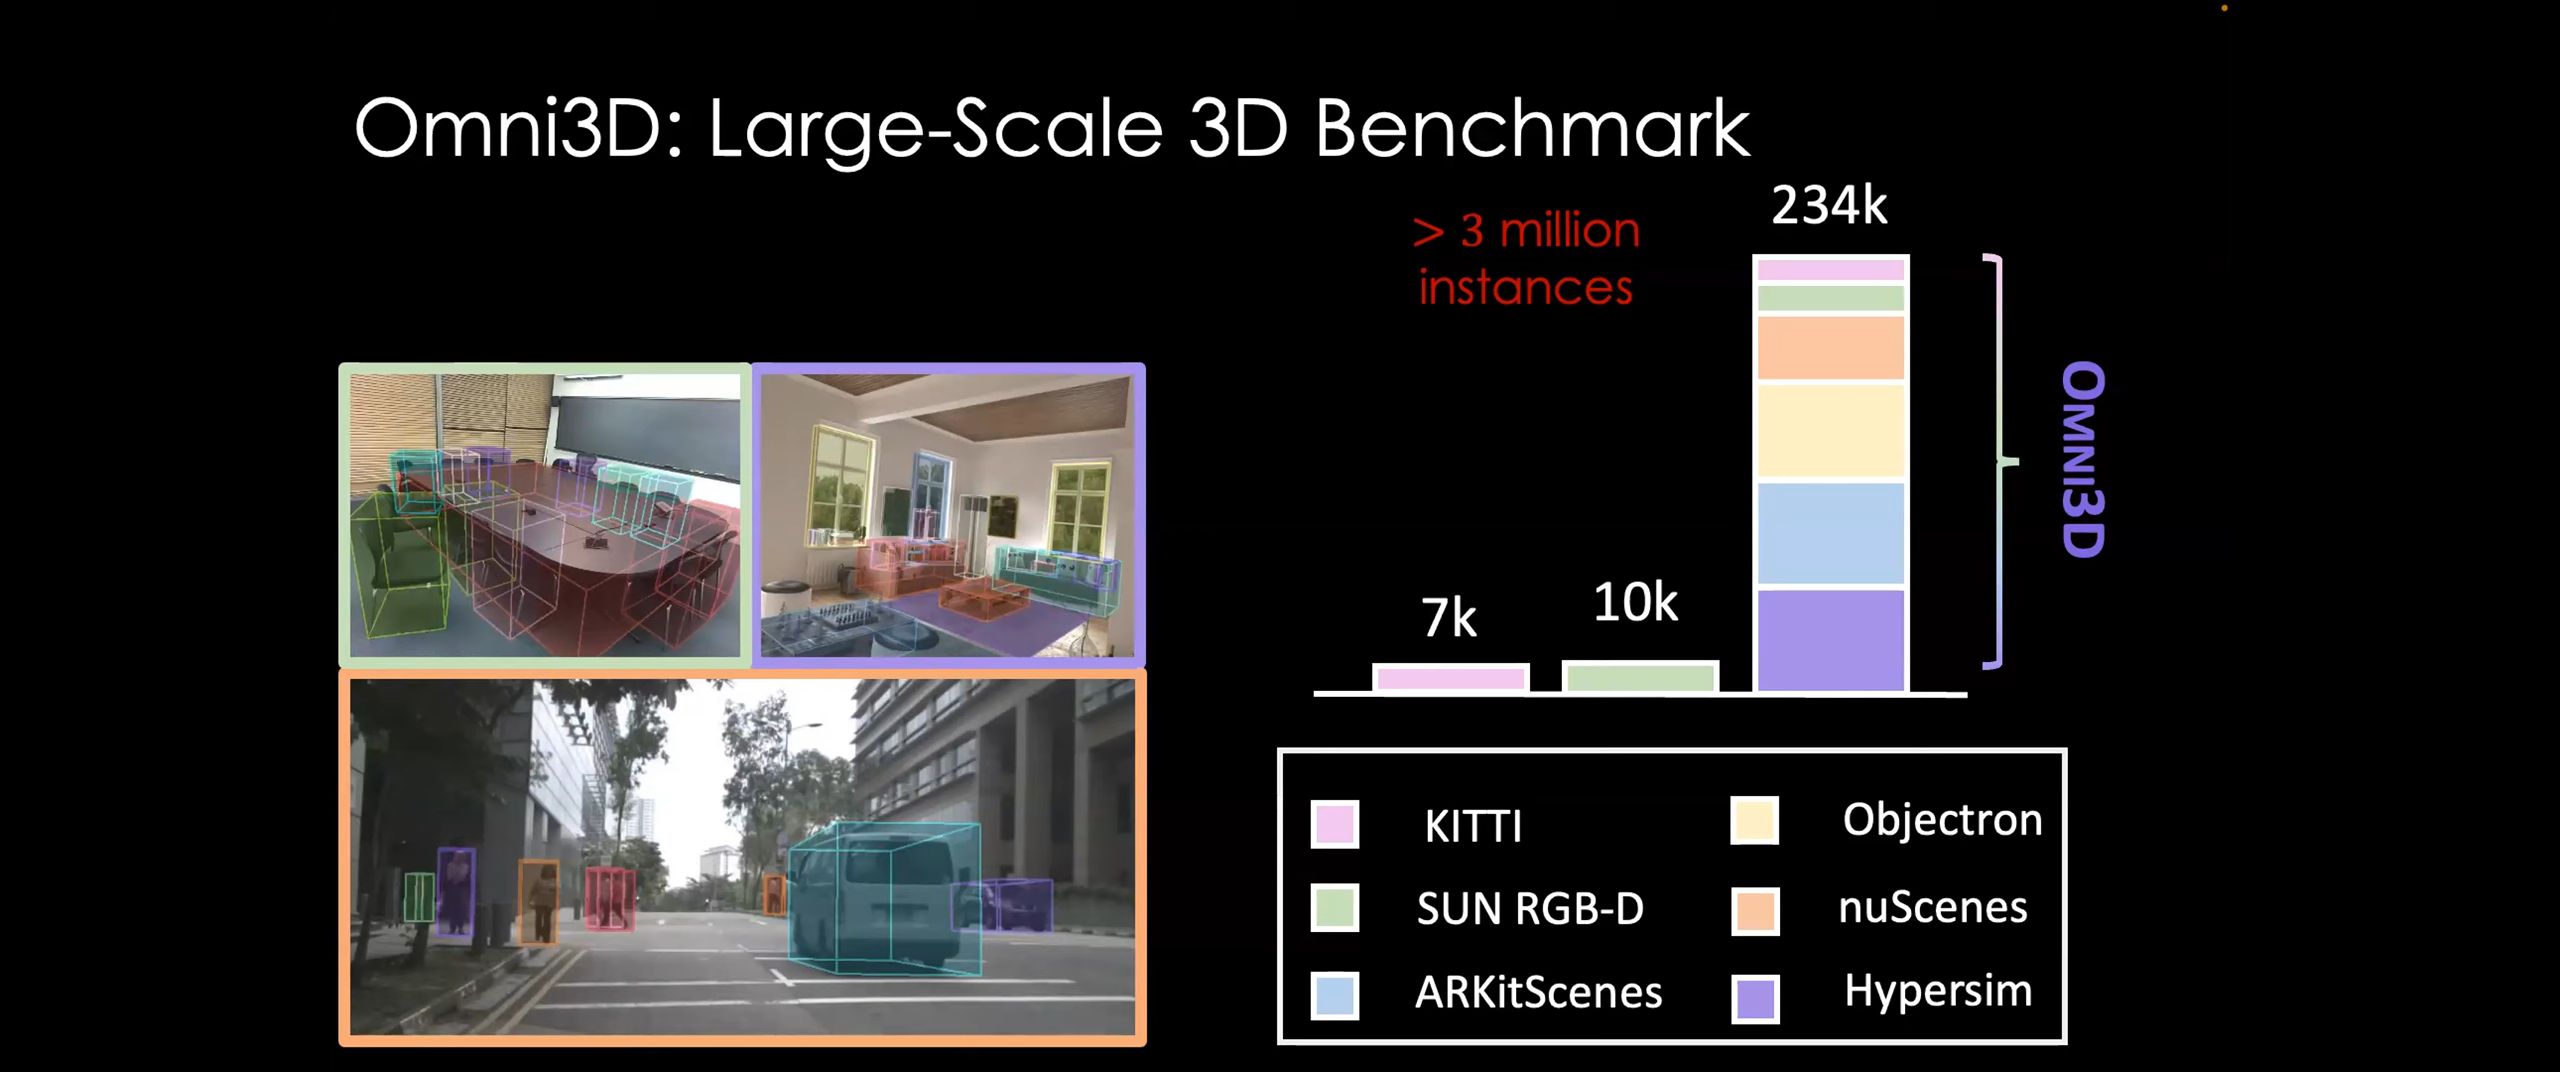 Omni3D: Large-Scale 3D Benchmark
> 3 million
instances
234k
7k
10k
OMNI3D
KITTI
Objectron
SUN RGB-D
nuScenes
ARKitScenes
Hypersim